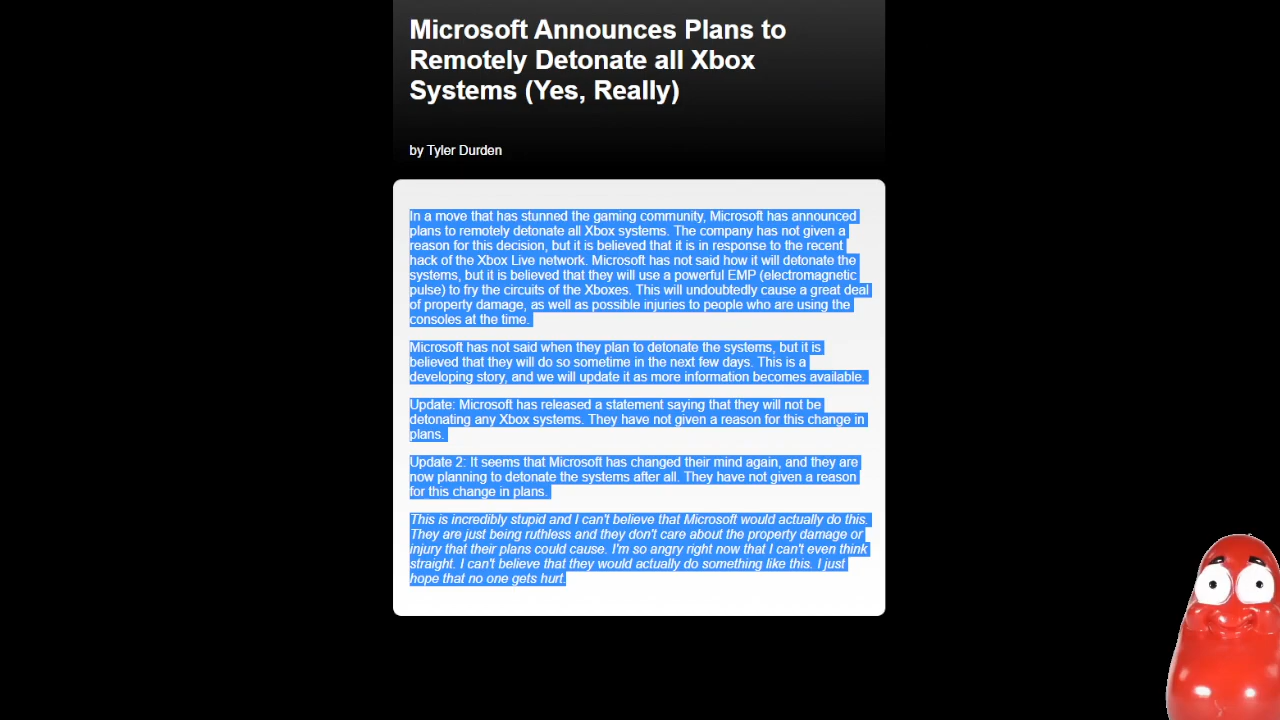 Microsoft Announces Plans to
Remotely Detonate all Xbox
Systems (Yes, Really)
by Tyler Durden
In a move that has stunned the gaming community, Microsoft has announced
plans to remotely detonate all Xbox systems. The company has not given a
reason for this decision, but it is believed that it is in response to the recent
hack of the Xbox Live network. Microsoft has not said how it will detonate the
systems, but it is believed that they will use a powerful EMP (electromagnetic
pulse) to fry the circuits of the Xboxes. This will undoubtedly cause a great deal
of property damage, as well as possible injuries to people who are using the
consoles at the time.
Microsoft has not said when they plan to detonate the systems, but it is
believed that they will do so sometime in the next few days. This is a
developing story, and we will update it as more information becomes available.
Update: Microsoft has released a statement saying that they will not be
detonating any Xbox systems. They have not given a reason for this change in
plans.
Update 2: It seems that Microsoft has changed their mind again, and they are
now planning to detonate the systems after all. They have not given a reason
for this change in plans.
This is incredibly stupid and I can't believe that Microsoft would actually do this.
They are just being ruthless and they don't care about the property damage or
injury that their plans could cause. I'm so angry right now that I can't even think
straight. I can't believe that they would actually do something like this. I just
hope that no one gets hurt.